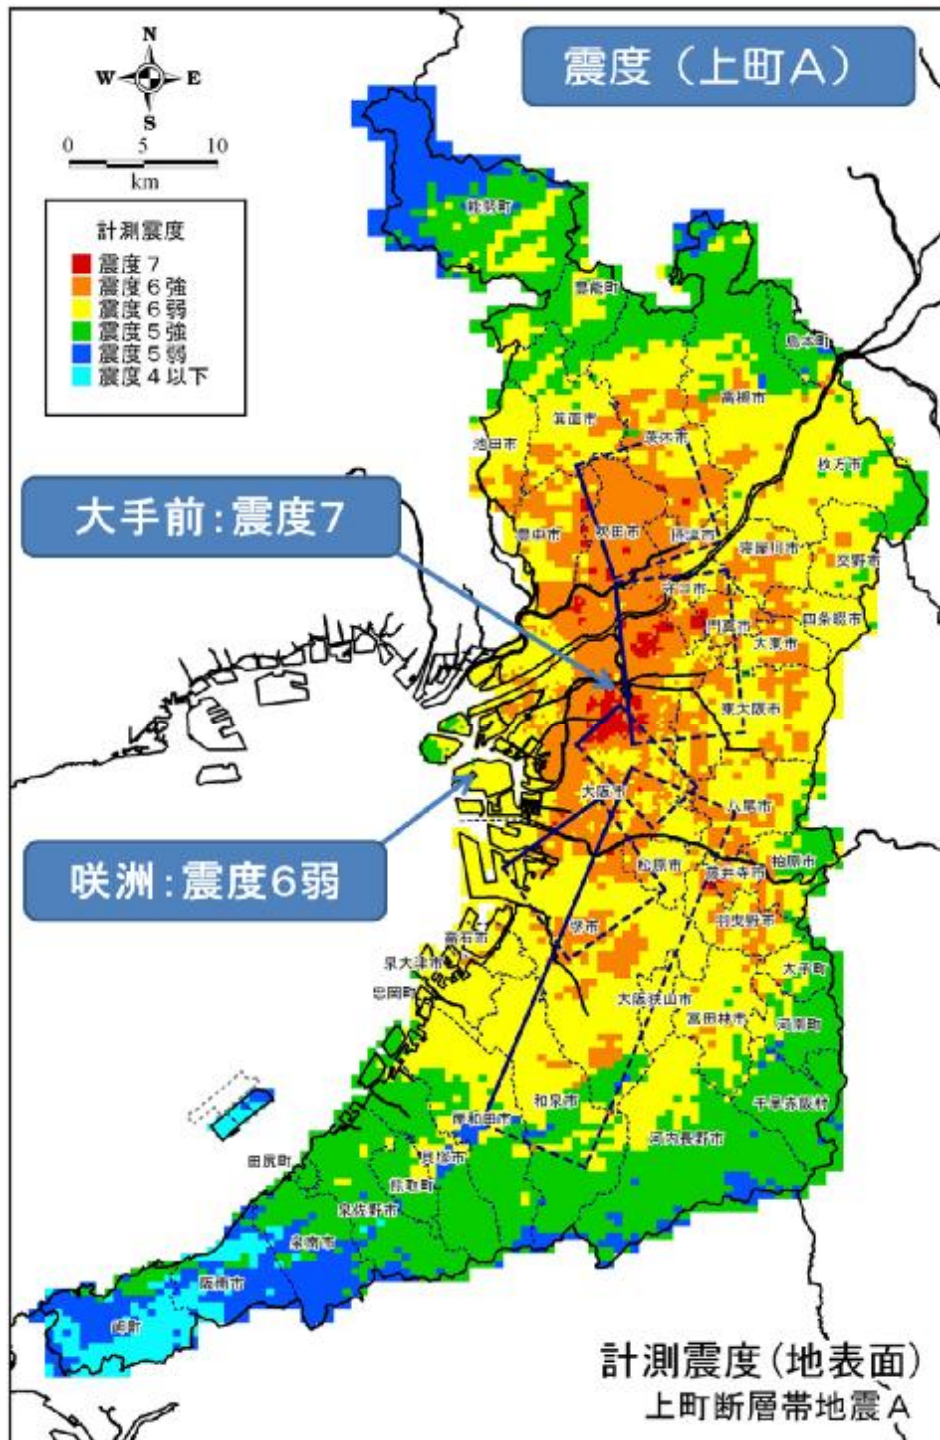 震度（上町A）
N
W E
S
0 5 10
km
計測震度
震度7
震度6強
震度6弱
震度5強
震度5弱
震度4以下
能勢町
豊能町
島本町
高槻市
箕面市
茨木市
池田市
枚方市
大手前：震度7
豊中市
吹田市
摂津市
寝屋川市
交野市
守口市
門真市
四条畷市
大東市
東大阪市
大阪市
八尾市
咲洲：震度6弱
松原市
藤井寺市
柏原市
羽曳野市
堺市
高石市
泉大津市
忠岡町
太子町
大阪狭山市
富田林市
河南町
和泉市
千早赤阪村
岸和田市
河内長野市
貝塚市
田尻町
熊取町
泉佐野市
泉南市
阪南市
岬町
計測震度(地表面)
上町断層帯地震A